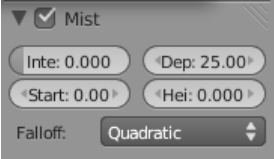 Mist
Inte: 0.000 Dep: 25.00
Start: 0.00 Hei: 0.000
Falloff: Quadratic